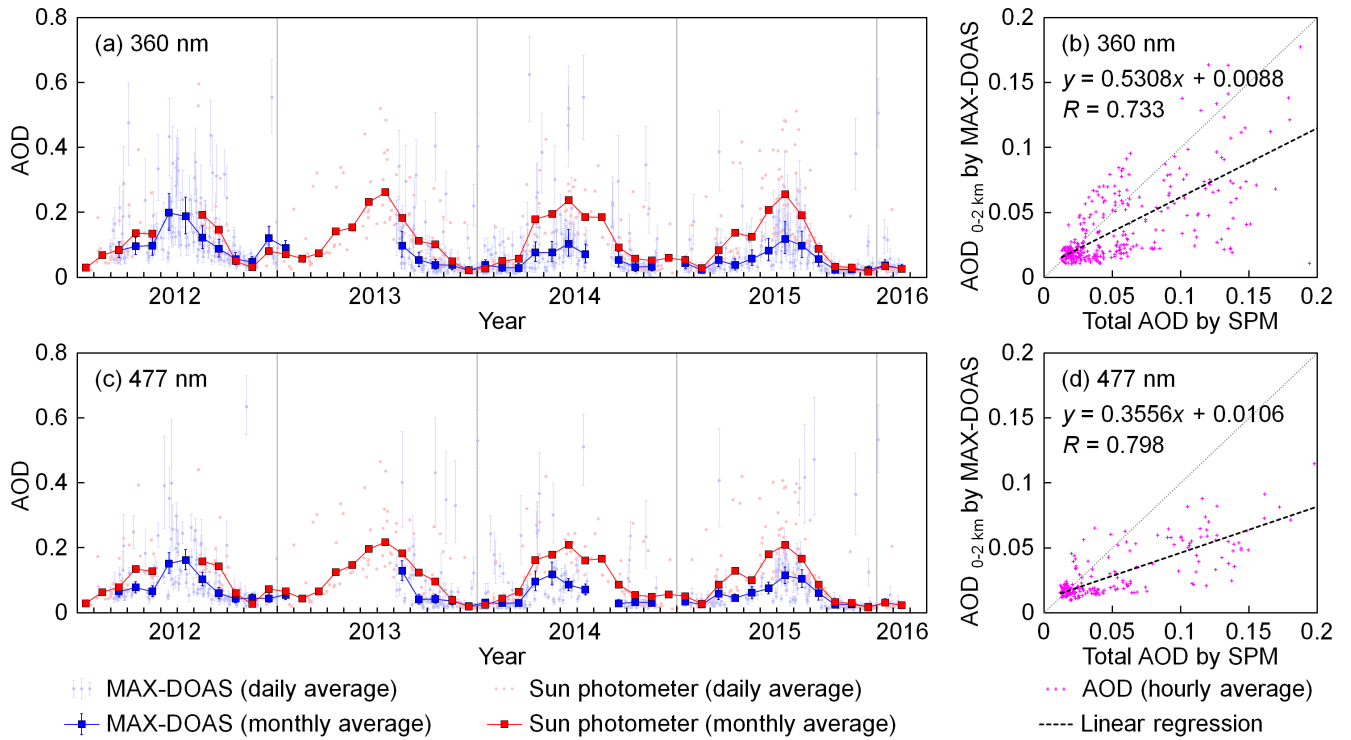 (a) 360 nm
0.8
0.6
0.4
0.2
0
AOD
2012 2013 2014 2015 2016
Year
(b) 360 nm
y = 0.5308x + 0.0088
R = 0.733
0.2
0.15
0.1
0.05
0
AOD 0–2 km by MAX-DOAS
0 0.05 0.1 0.15 0.2
Total AOD by SPM
(c) 477 nm
0.8
0.6
0.4
0.2
0
AOD
2012 2013 2014 2015 2016
Year
(d) 477 nm
y = 0.3556x + 0.0106
R = 0.798
0.2
0.15
0.1
0.05
0
AOD 0–2 km by MAX-DOAS
0 0.05 0.1 0.15 0.2
Total AOD by SPM
MAX-DOAS (daily average)
Sun photometer (daily average)
AOD (hourly average)
MAX-DOAS (monthly average)
Sun photometer (monthly average)
Linear regression